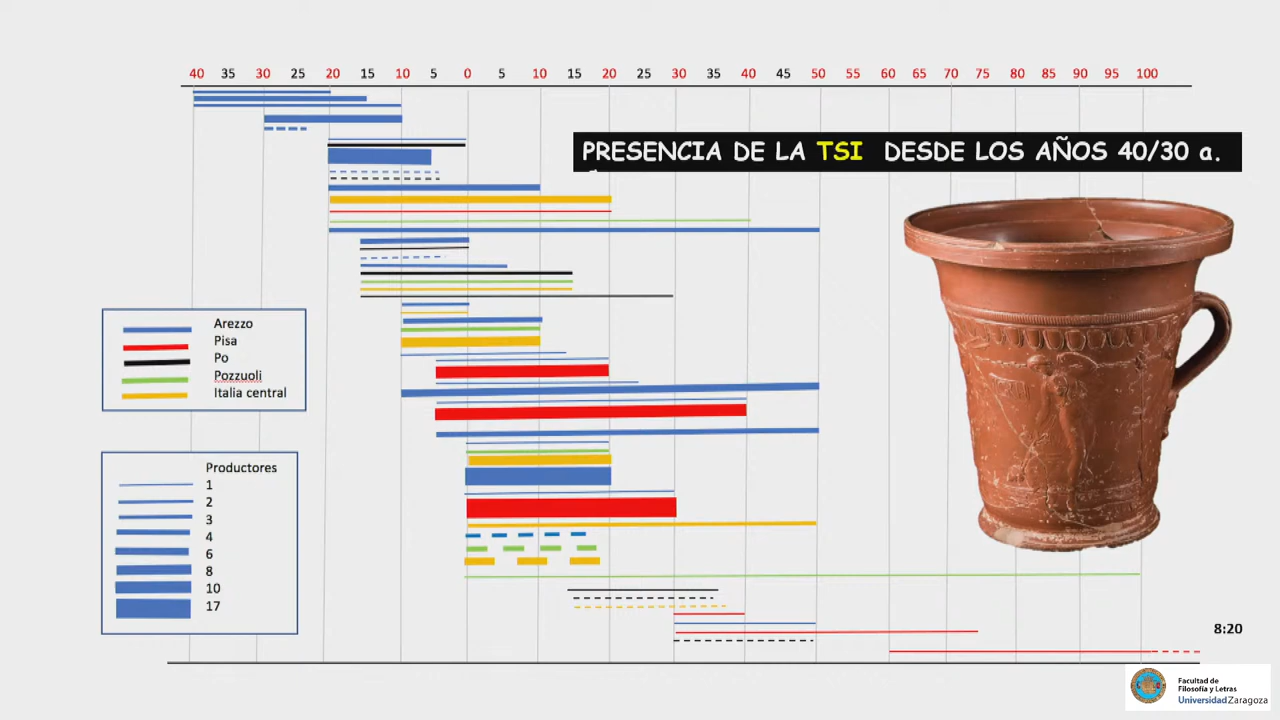 40 35 30 25 20 15 10 5 0 5 10 15 20 25 30 35 40 45 50 55 60 65 70 75 80 85 90 95 100
PRESENCIA DE LA TSI DESDE LOS AÑOS 40/30 a.
Arezzo
Pisa
Po
Pozzuoli
Italia central
Productores
1
2
3
4
6
8
10
17
8:20
Facultad de
Filosofía y Letras
Universidad Zaragoza